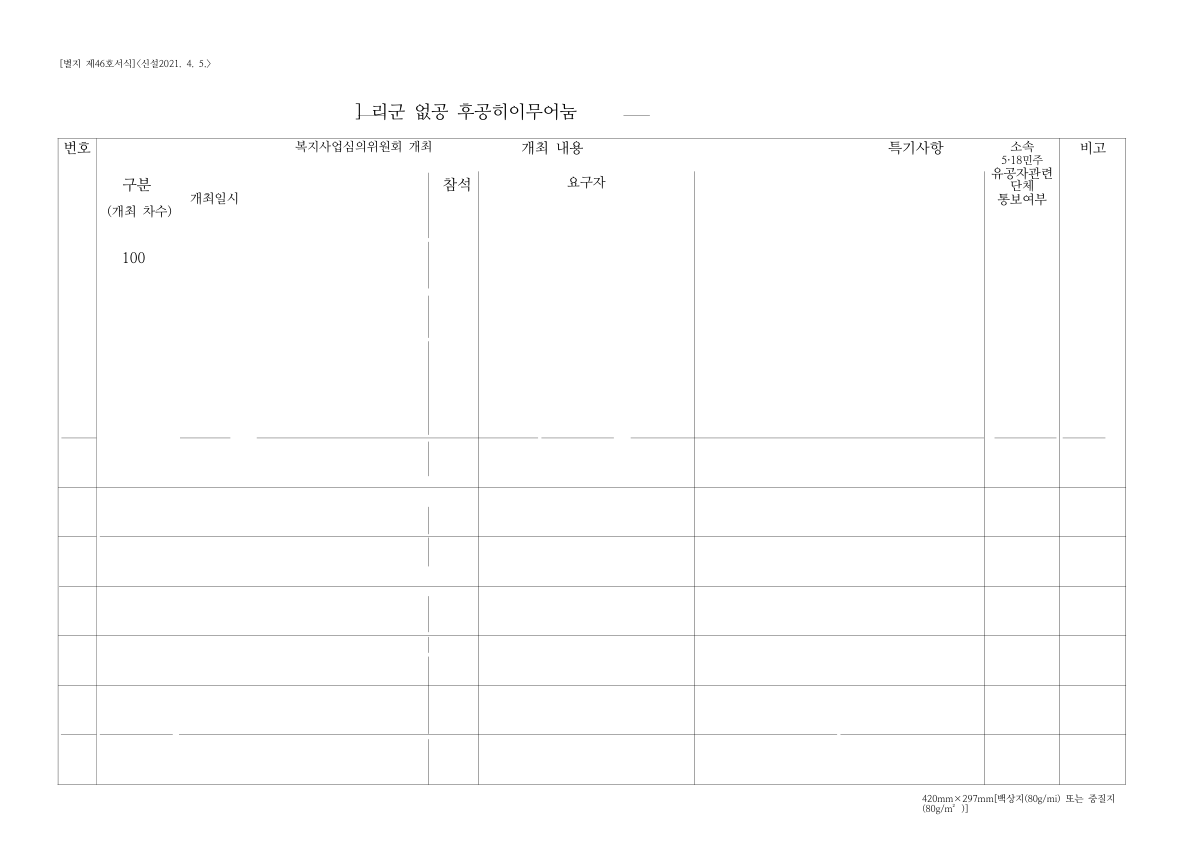 [별지 제46호서식]<신설2021. 4. 5.>
] 리군 없공 후공히이무어눔
번호
복지사업심의위원회 개최
개최 내용
특기사항
소속
5·18민주
유공자관련
단체
통보여부
비고
구분
(개최 차수)
개최일시
참석
요구자
100
420mm×297mm[백상지(80g/mi) 또는 중질지
(80g/m² )]